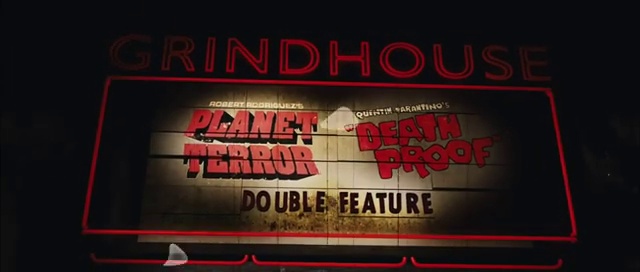 GRINDHOUSE
ROBERT RODRIGUEZ'S
PLANET
TERROR
QUENTIN TARANTINO'S
"DEATH
PROOF"
DOUBLE FEATURE